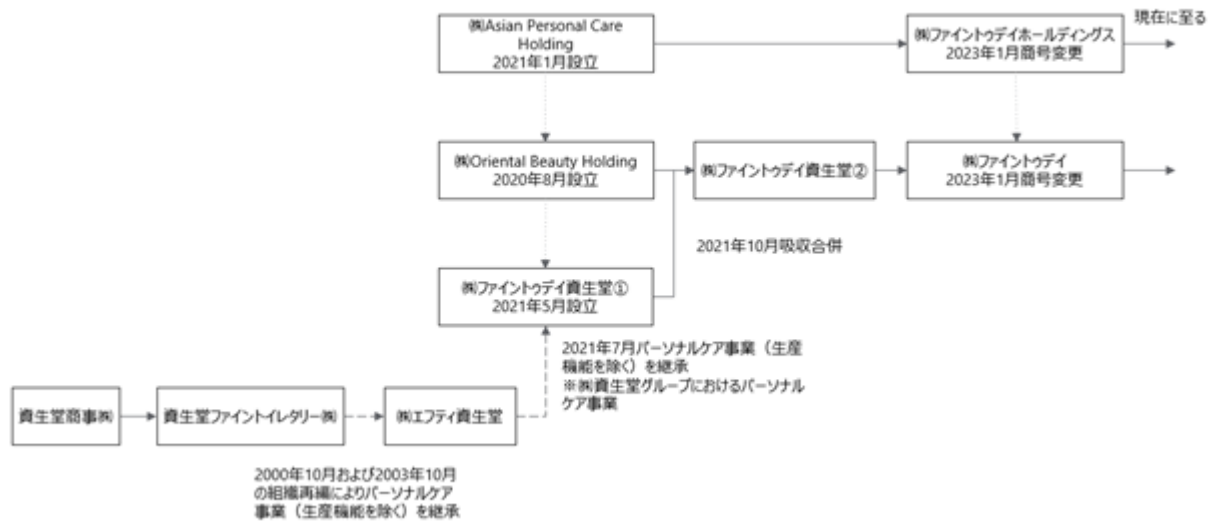 ㈱Asian Personal Care
Holding
2021年1月設立
㈱ファイントゥデイホールディングス
2023年1月商号変更
現在に至る
㈱Oriental Beauty Holding
2020年8月設立
㈱ファイントゥデイ資生堂②
㈱ファイントゥデイ
2023年1月商号変更
2021年10月吸収合併
㈱ファイントゥデイ資生堂①
2021年5月設立
2021年7月パーソナルケア事業（生産
機能を除く）を継承
※㈱資生堂グループにおけるパーソナル
ケア事業
資生堂商事㈱
資生堂ファイントイレタリー㈱
㈱エフティ資生堂
2000年10月および2003年10月
の組織再編によりパーソナルケア
事業（生産機能を除く）を継承